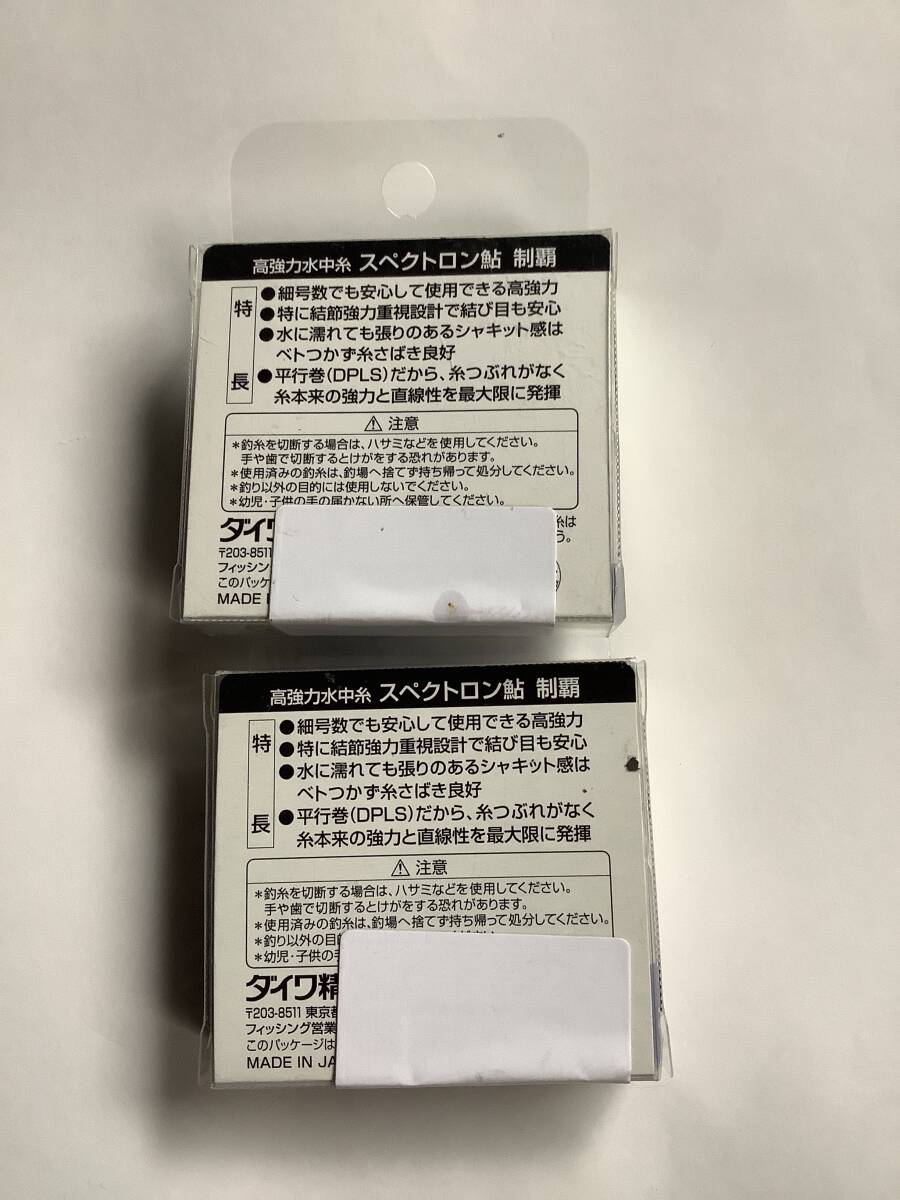 高強力水中糸 スペクトロン鮎 制覇
特長
●細号数でも安心して使用できる高強力
●特に結節強力重視設計で結び目も安心
●水に濡れても張りのあるシャキット感は
ベトつかず糸さばき良好
●平行巻(DPLS)だから、糸つぶれがなく
糸本来の強力と直線性を最大限に発揮
⚠ 注意
*釣糸を切断する場合は、ハサミなどを使用してください。
手や歯で切断するとけがをする恐れがあります。
*使用済みの釣糸は、釣場へ捨てず持ち帰って処分してください。
*釣り以外の目的には使用しないでください。
*幼児・子供の手の届かない所へ保管してください。
ダイワ
糸は
う。
〒203-8511
フィッシン
このパッケ
MADE
高強力水中糸 スペクトロン鮎 制覇
特長
●細号数でも安心して使用できる高強力
●特に結節強力重視設計で結び目も安心
●水に濡れても張りのあるシャキット感は
ベトつかず糸さばき良好
●平行巻(DPLS)だから、糸つぶれがなく
糸本来の強力と直線性を最大限に発揮
⚠ 注意
*釣糸を切断する場合は、ハサミなどを使用してください。
手や歯で切断するとけがをする恐れがあります。
*使用済みの釣糸は、釣場へ捨てず持ち帰って処分してください。
*釣り以外の目
*幼児・子供の手
ダイワ精
〒203-8511 東京都
フィッシング営業
このパッケージは
MADE IN JA